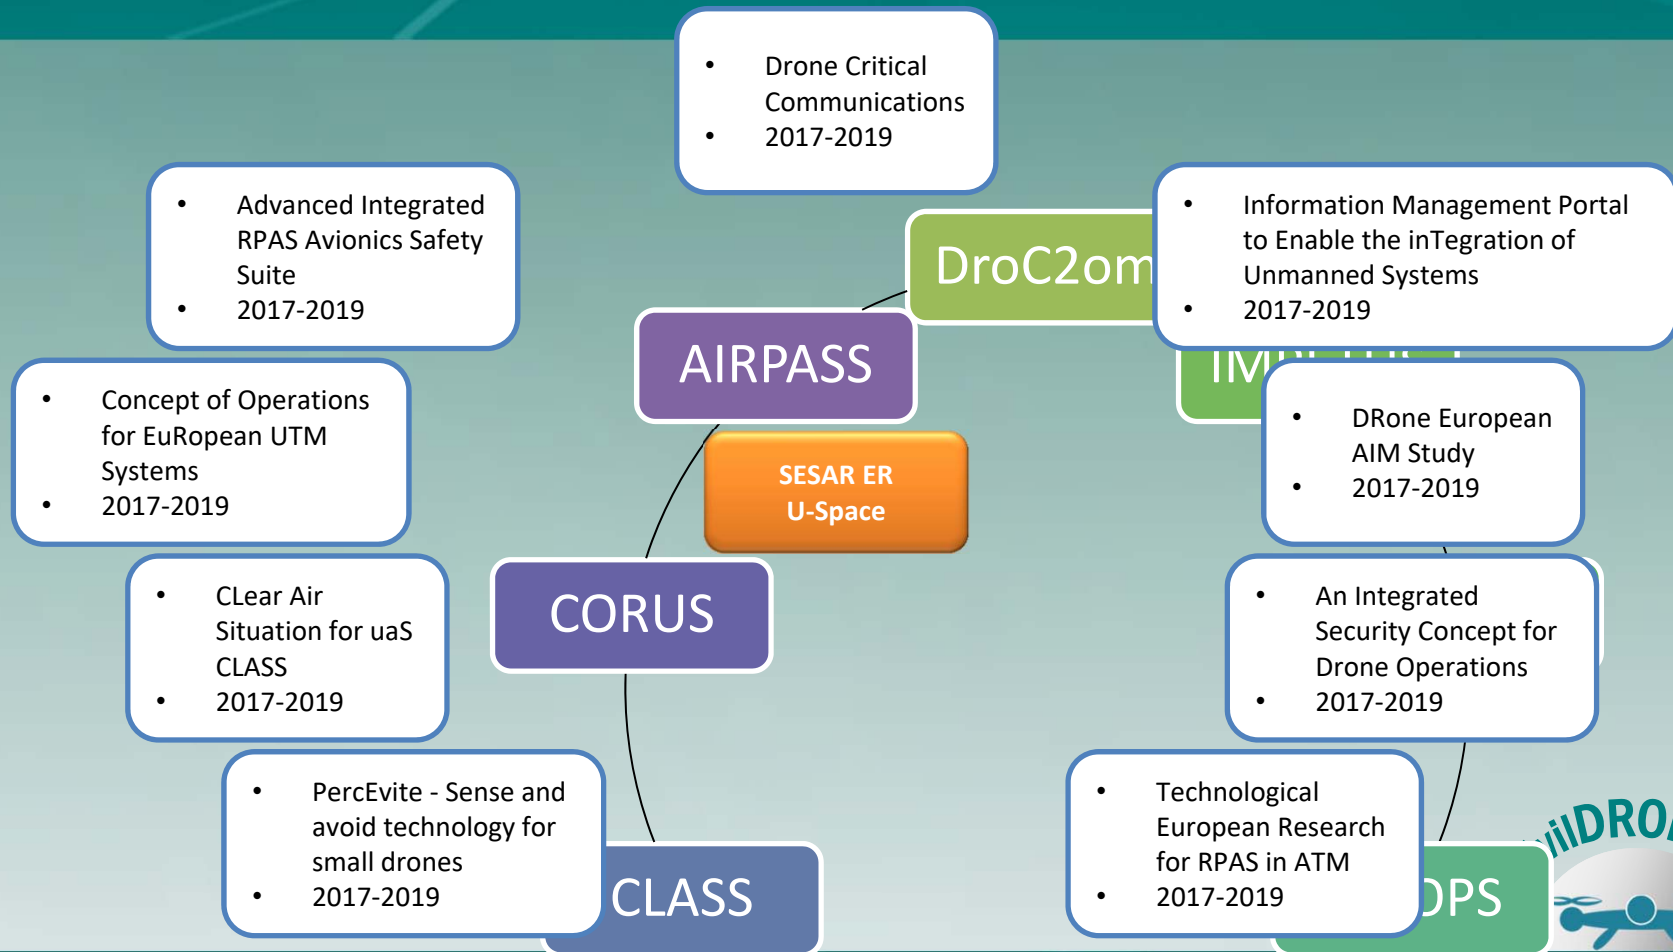 • Drone Critical
Communications
• 2017-2019
• Advanced Integrated
RPAS Avionics Safety
Suite
• 2017-2019
• Information Management Portal
to Enable the inTegration of
Unmanned Systems
• 2017-2019
DroC2om
AIRPASS
• Concept of Operations
for EuRopean UTM
Systems
• 2017-2019
• DRone European
AIM Study
• 2017-2019
SESAR ER
U-Space
• CLear Air
Situation for uaS
CLASS
• 2017-2019
CORUS
• An Integrated
Security Concept for
Drone Operations
• 2017-2019
• PercEvite - Sense and
avoid technology for
small drones
• 2017-2019
CLASS
• Technological
European Research
for RPAS in ATM
• 2017-2019
OPS